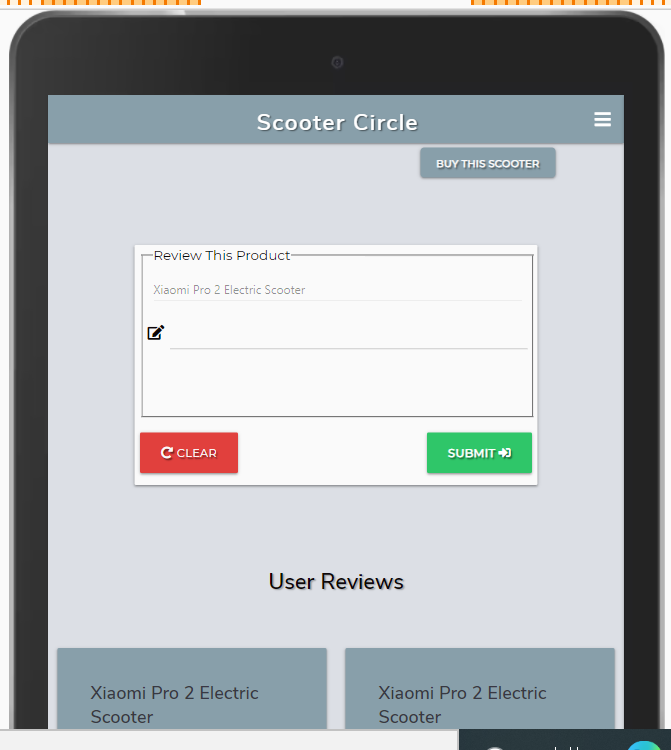 Scooter Circle
BUY THIS SCOOTER
Review This Product
Xiaomi Pro 2 Electric Scooter
CLEAR
SUBMIT
User Reviews
Xiaomi Pro 2 Electric
Scooter
Xiaomi Pro 2 Electric
Scooter